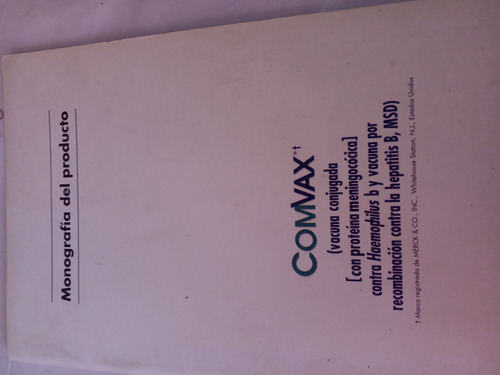 Monografía del producto
COMVAX®†
(vacuna conjugada
[con proteína meningocócica]
contra Haemophilus b y vacuna por
recombinación contra la hepatitis B, MSD)
† Marca registrada de MERCK & CO., INC., Whitehouse Station, N.J., Estados Unidos